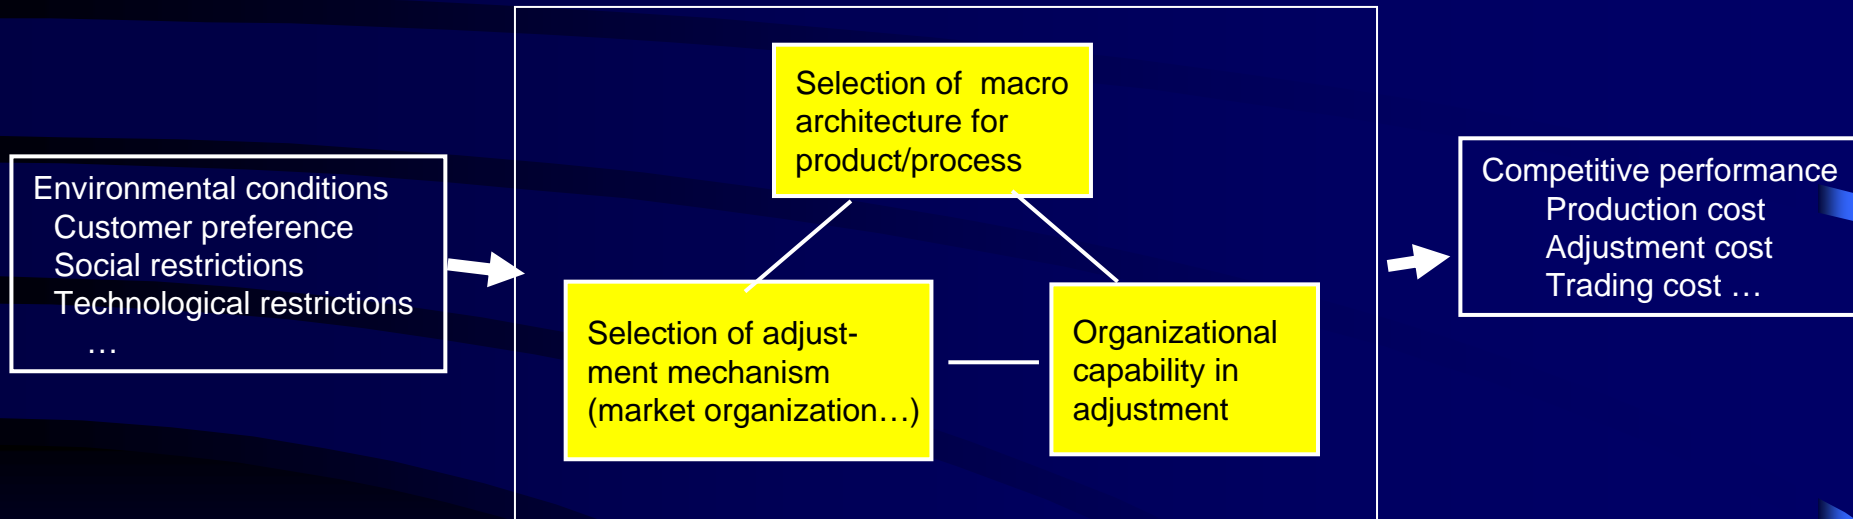 Selection of macro
architecture for
product/process
Environmental conditions
Customer preference
Social restrictions
Technological restrictions
…
Selection of adjust-
ment mechanism
(market organization…)
Organizational
capability in
adjustment
Competitive performance
Production cost
Adjustment cost
Trading cost …